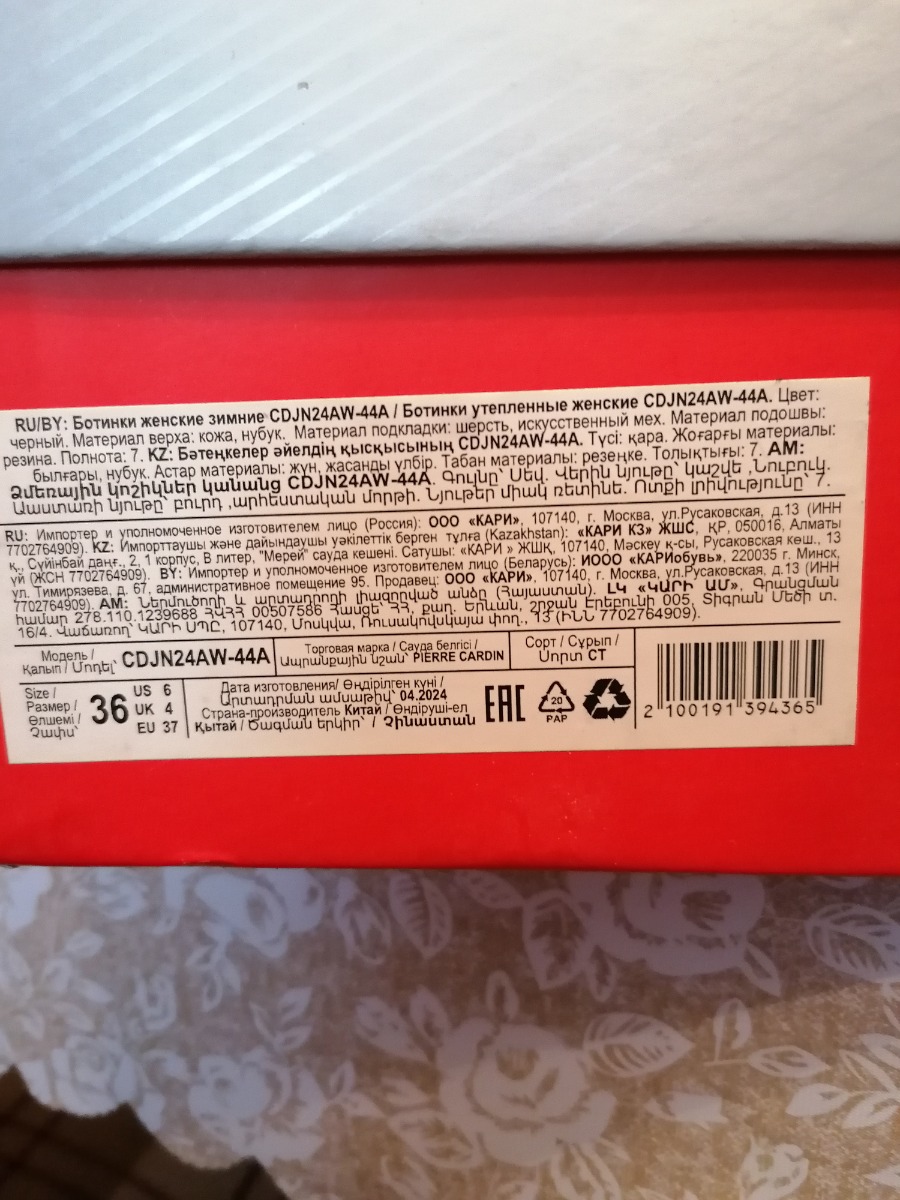 RU/BY: Ботинки женские зимние CDJN24AW-44A / Ботинки утепленные женские CDJN24AW-44A. Цвет:
черный. Материал верха: кожа, нубук. Материал подкладки: шерсть, искусственный мех. Материал подошвы:
резина. Полнота: 7. KZ: Бәтеңкелер әйелдің қысқысының CDJN24AW-44A. Түсі: қара. Жоғарғы материалы:
былғары, нубук. Астар материалы: жүн, жасанды үлбір. Табан материалы: резеңке. Толықтығы: 7. AM:
Ձմեռային կոշիկներ կանանց CDJN24AW-44A. Գույնը՝ Սեվ. Վերին նյութը՝ կաշվե ,Նուբուկ.
Աաստառի նյութը՝ բուրդ ,արհեստական մորթի. Նյութեր միակ ռետինե. Ոտքի լրիվությունը՝ 7.
RU: Импортер и уполномоченное изготовителем лицо (Россия): ООО «КАРИ», 107140, г. Москва, ул.Русаковская, д.13 (ИНН
7702764909). KZ: Импорттаушы және дайындаушы уәкілеттік берген тұлға (Kazakhstan): «КАРИ КЗ» ЖШС, ҚР, 050016, Алматы
қ., Сүйінбай даңғ., 2, 1 корпус, В литер, "Мерей" сауда кешені. Сатушы: «КАРИ » ЖШҚ, 107140, Мәскеу қ-сы, Русаковская көш., 13
үй (ЖСН 7702764909). BY: Импортер и уполномоченное изготовителем лицо (Беларусь): ИООО «КАРИобувь», 220035 г. Минск,
ул. Тимирязева, д. 67, административное помещение 95. Продавец: ООО «КАРИ», 107140, г. Москва, ул.Русаковская, д.13 (ИНН
7702764909). AM: Ներմուծողի և արտադրողի լիազորված անձը (Հայաստան). ԼԿ «ԿԱՐԻ ԱՄ», Գրանցման
համար 278.110.1239688 ՀՎՀՀ 00507586 Հասցե՝ ՀՀ, քաղ. Երևան, շրջան Էրեբունի 005, Տիգրան Մեծի տ.
16/4. Վաճառող՝ ԿԱՐԻ ՍՊԸ, 107140, Մոսկվա, Ռուսակովսկայա փող., 13 (ԻՆՆ 7702764909).
Модель /
Қалып / Մոդել՝ CDJN24AW-44A
Торговая марка / Сауда белгісі /
Ապրանքային նշան՝ PIERRE CARDIN
Сорт / Сұрып /
Սորտ СТ
Size /
Размер /
Өлшемі /
Չափս՝
36
US 6
UK 4
EU 37
Дата изготовления/ Өндірілген күні /
Արտադրման ամսաթիվ՝ 04.2024
Страна-производитель Китай / Өндіруші-ел
Қытай / Ծագման երկիր՝ / Չինաստան
EAC
20
PAP
2 100191 394365